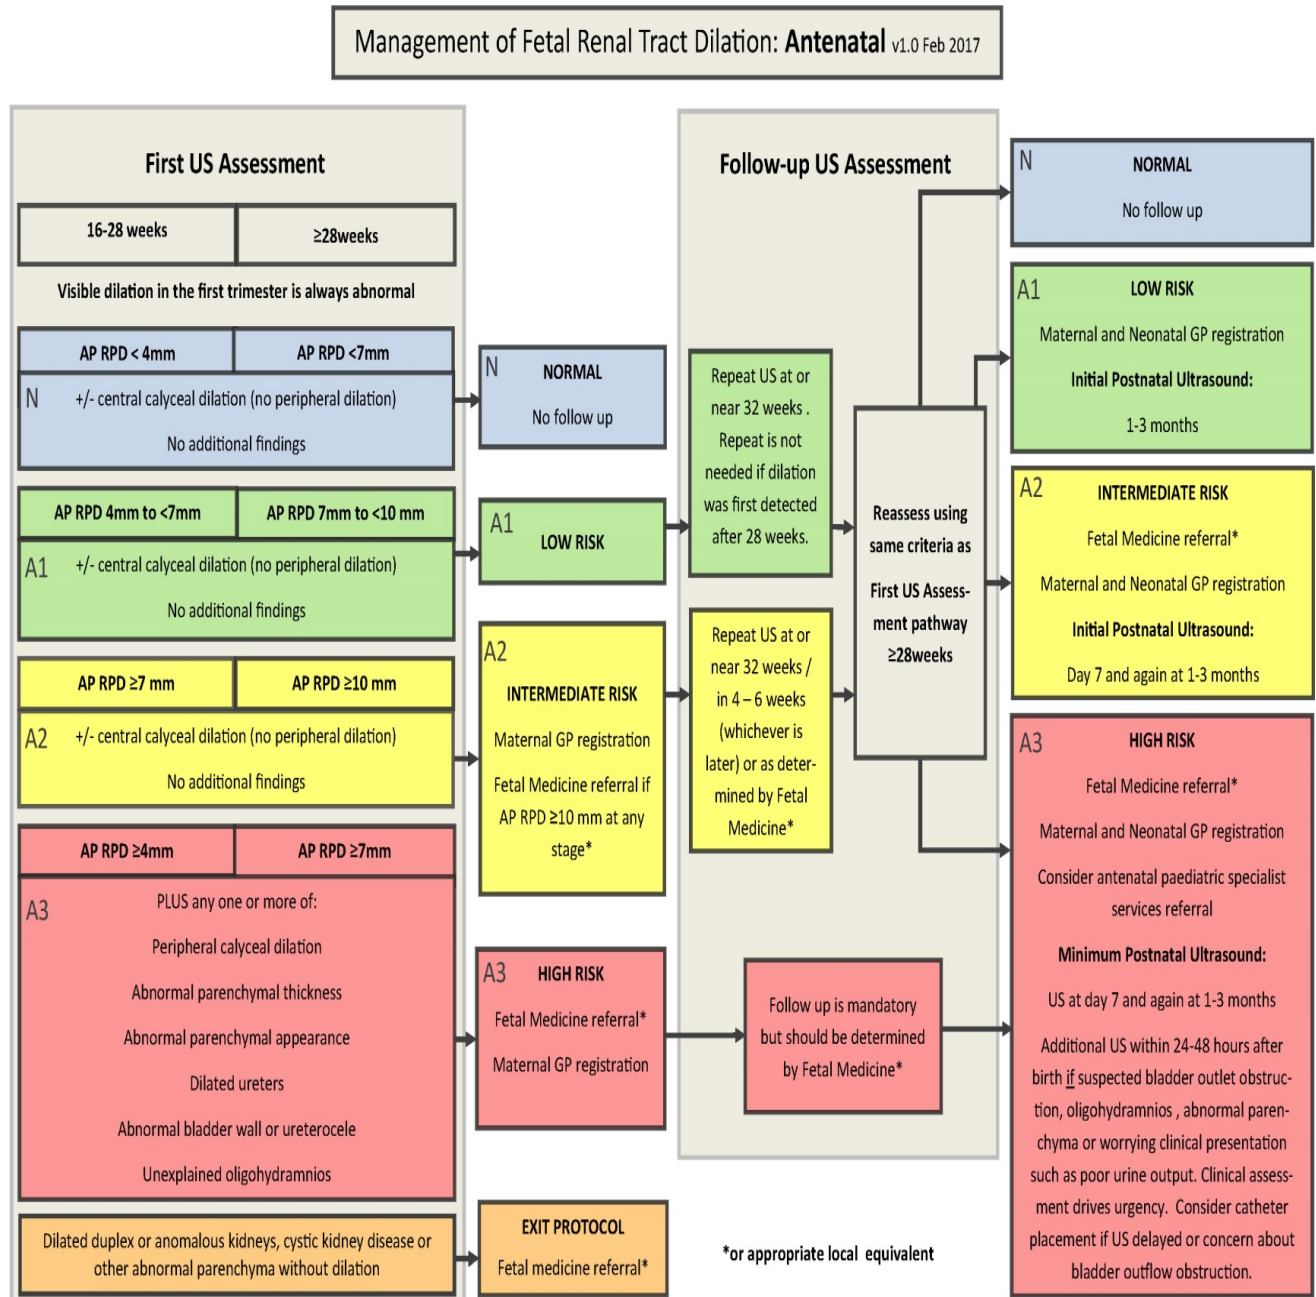 Management of Fetal Renal Tract Dilation: Antenatal v1.0 Feb 2017
First US Assessment
16-28 weeks
≥28weeks
Visible dilation in the first trimester is always abnormal
AP RPD < 4mm
AP RPD <7mm
N
+/- central calyceal dilation (no peripheral dilation)
No additional findings
AP RPD 4mm to <7mm
AP RPD 7mm to <10 mm
A1
+/- central calyceal dilation (no peripheral dilation)
No additional findings
AP RPD ≥7 mm
AP RPD ≥10 mm
A2
+/- central calyceal dilation (no peripheral dilation)
No additional findings
AP RPD ≥4mm
AP RPD ≥7mm
A3
PLUS any one or more of:
Peripheral calyceal dilation
Abnormal parenchymal thickness
Abnormal parenchymal appearance
Dilated ureters
Abnormal bladder wall or ureterocele
Unexplained oligohydramnios
Dilated duplex or anomalous kidneys, cystic kidney disease or
other abnormal parenchyma without dilation
N
NORMAL
No follow up
A1
LOW RISK
A2
INTERMEDIATE RISK
Maternal GP registration
Fetal Medicine referral if
AP RPD ≥10 mm at any
stage*
A3
HIGH RISK
Fetal Medicine referral*
Maternal GP registration
EXIT PROTOCOL
Fetal medicine referral*
Follow-up US Assessment
Repeat US at or
near 32 weeks .
Repeat is not
needed if dilation
was first detected
after 28 weeks.
Repeat US at or
near 32 weeks /
in 4 – 6 weeks
(whichever is
later) or as deter-
mined by Fetal
Medicine*
Follow up is mandatory
but should be determined
by Fetal Medicine*
Reassess using
same criteria as
First US Assess-
ment pathway
≥28weeks
*or appropriate local equivalent
N
NORMAL
No follow up
A1
LOW RISK
Maternal and Neonatal GP registration
Initial Postnatal Ultrasound:
1-3 months
A2
INTERMEDIATE RISK
Fetal Medicine referral*
Maternal and Neonatal GP registration
Initial Postnatal Ultrasound:
Day 7 and again at 1-3 months
A3
HIGH RISK
Fetal Medicine referral*
Maternal and Neonatal GP registration
Consider antenatal paediatric specialist
services referral
Minimum Postnatal Ultrasound:
US at day 7 and again at 1-3 months
Additional US within 24-48 hours after
birth if suspected bladder outlet obstruc-
tion, oligohydramnios , abnormal paren-
chyma or worrying clinical presentation
such as poor urine output. Clinical assess-
ment drives urgency. Consider catheter
placement if US delayed or concern about
bladder outflow obstruction.